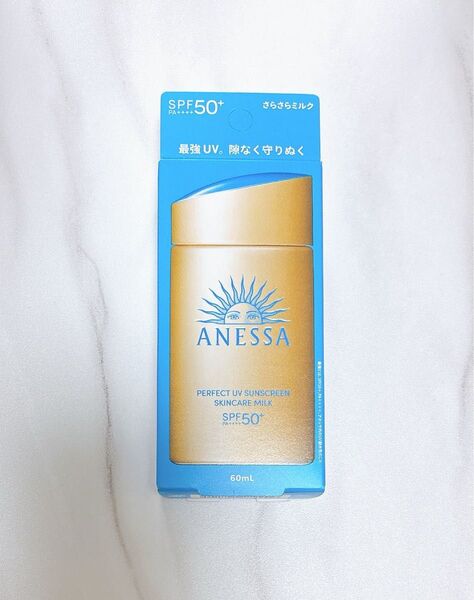 SPF50+
PA++++
さらさらミルク
最強UV。隙なく守りぬく
ANESSA
PERFECT UV SUNSCREEN
SKINCARE MILK
SPF50+
PA++++
60mL